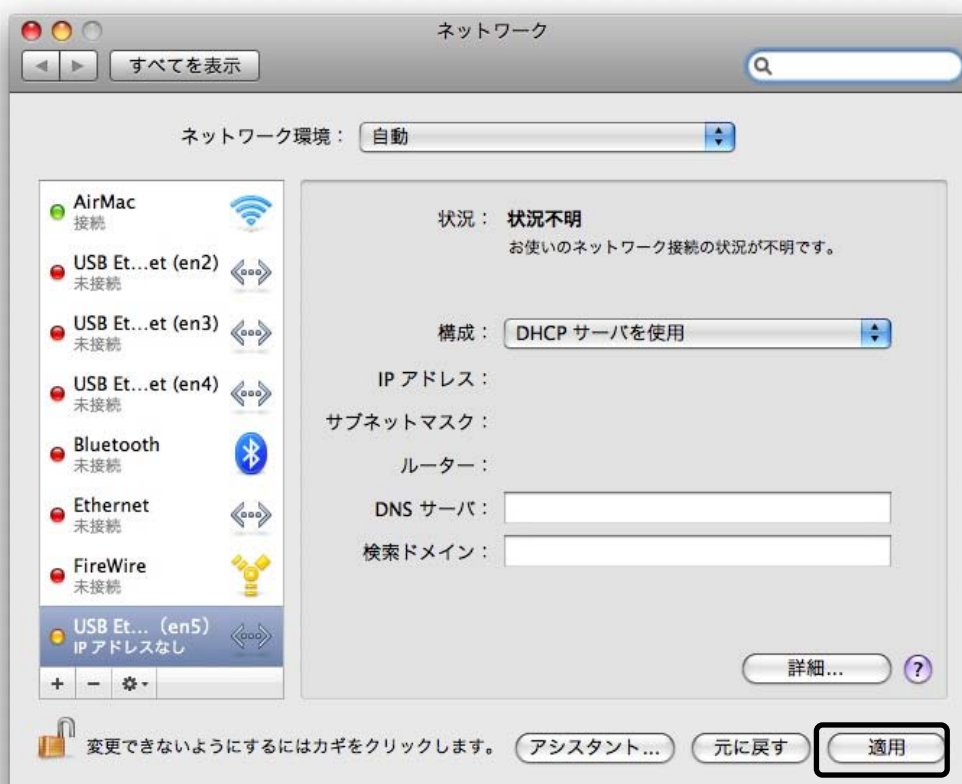 ネットワーク
すべてを表示
ネットワーク環境： 自動
AirMac
接続
USB Et...et (en2)
未接続
USB Et...et (en3)
未接続
USB Et...et (en4)
未接続
Bluetooth
未接続
Ethernet
未接続
FireWire
未接続
USB Et...（en5）
IP アドレスなし
状況： 状況不明
お使いのネットワーク接続の状況が不明です。
構成： DHCP サーバを使用
IP アドレス：
サブネットマスク：
ルーター：
DNS サーバ：
検索ドメイン：
詳細... ?
変更できないようにするにはカギをクリックします。 アシスタント... 元に戻す 適用